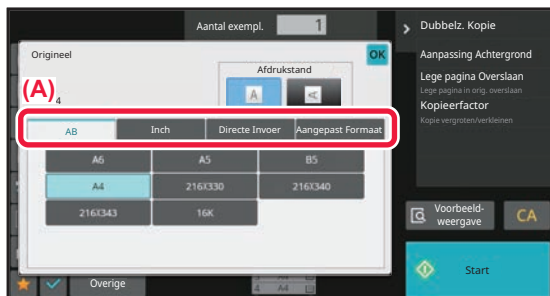 Aantal exempl. 1
Origineel
OK
Afdrukstand
A
A
(A)
4
AB
Inch
Directe Invoer
Aangepast Formaat
A6
A5
B5
A4
216X330
216X340
216X343
16K
Overige
4 A4
Dubbelz. Kopie
Aanpassing Achtergrond
Lege pagina Overslaan
Lege pagina in orig. overslaan
Kopieerfactor
Kopie vergroten/verkleinen
Voorbeeld-
weergave
CA
Start